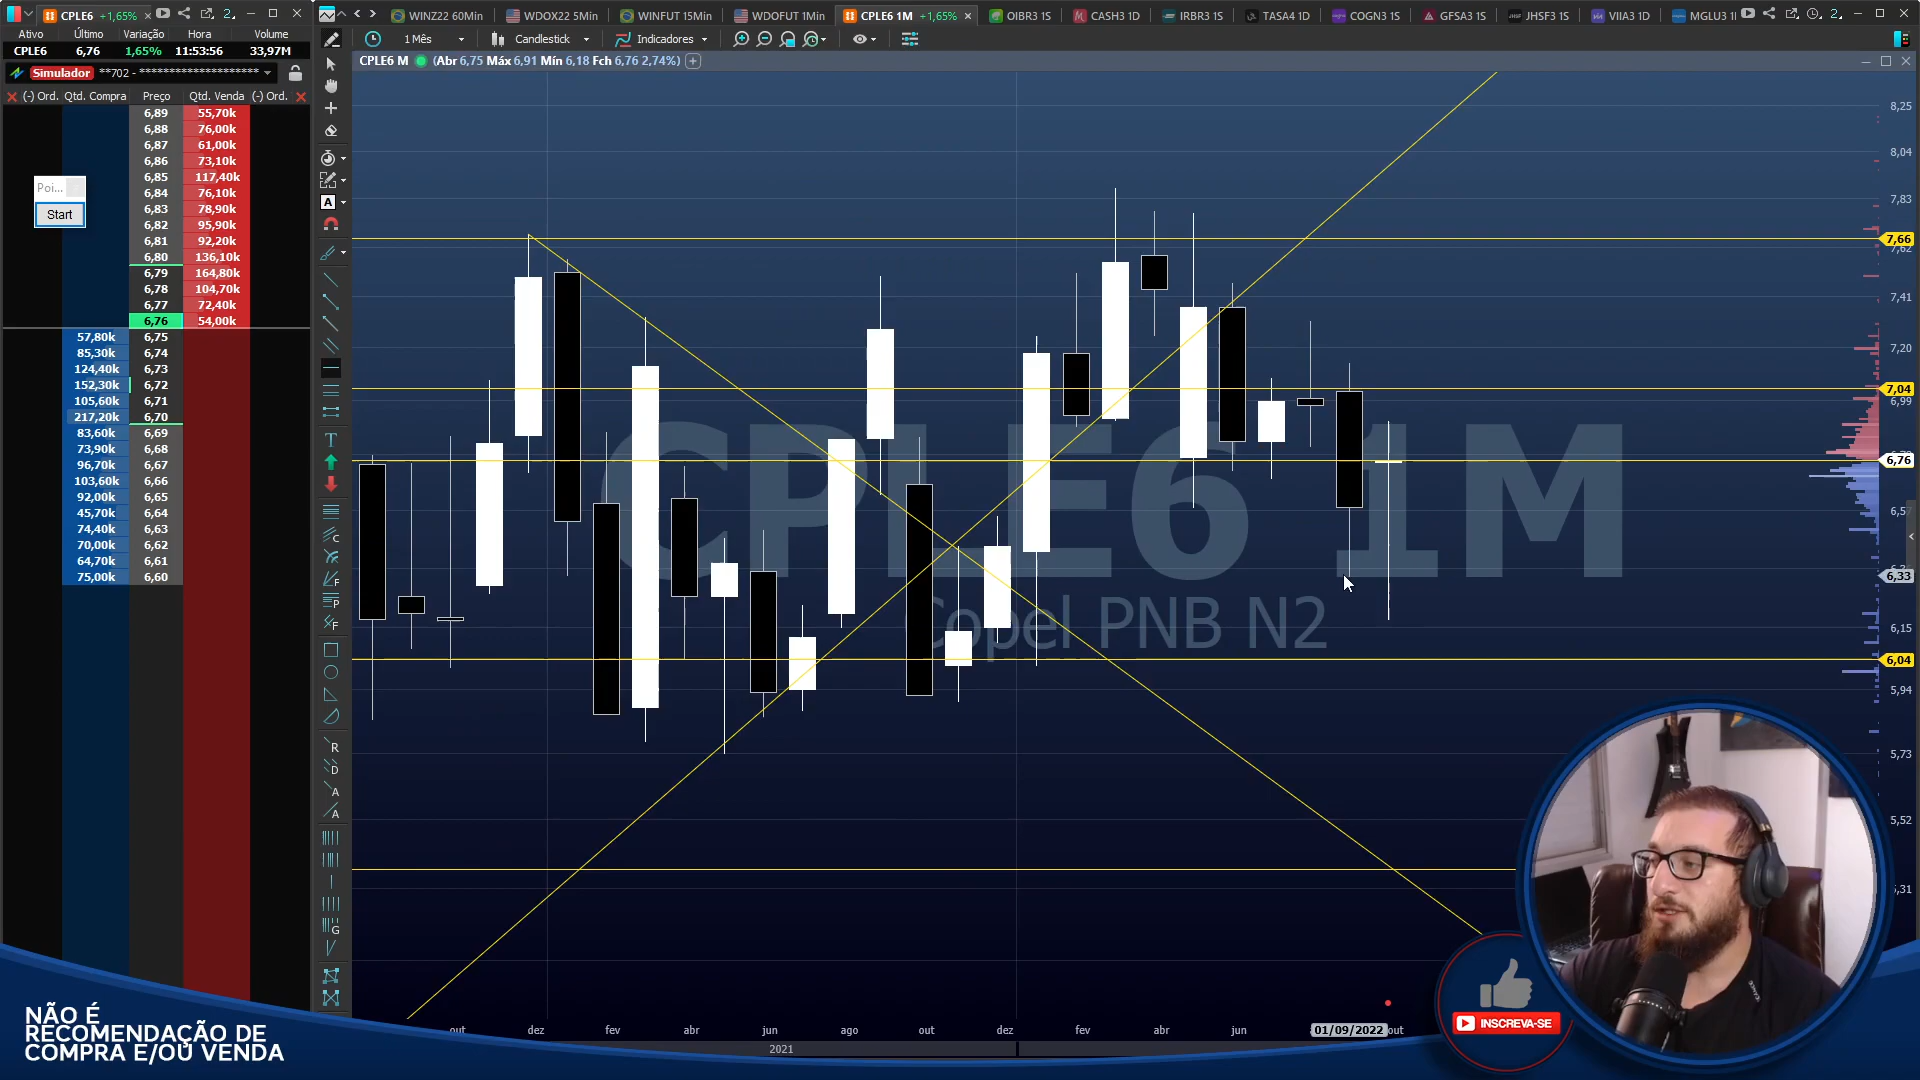 CPLE6 +1,65% 2
Ativo Último Variação Hora Volume
CPLE6 6,76 1,65% 11:53:56 33,97M
Simulador **702 - ********************
(-) Ord. Qtd. Compra Preço Qtd. Venda (-) Ord.
6,89 55,70k
6,88 76,00k
6,87 61,00k
6,86 73,10k
6,85 117,40k
6,84 76,10k
6,83 78,90k
6,82 95,90k
6,81 92,20k
6,80 136,10k
6,79 164,80k
6,78 104,70k
6,77 72,40k
6,76 54,00k
57,80k 6,75
85,30k 6,74
124,40k 6,73
152,30k 6,72
105,60k 6,71
217,20k 6,70
83,60k 6,69
73,90k 6,68
96,70k 6,67
103,60k 6,66
92,00k 6,65
45,70k 6,64
74,40k 6,63
70,00k 6,62
64,70k 6,61
75,00k 6,60
Poi...
Start
WINZ22 60Min WDOX22 5Min WINFUT 15Min WDOFUT 1Min CPLE6 1M +1,65% OIBR3 1S CASH3 1D IRBR3 1S TASA4 1D COGN3 1S GFSA3 1S JHSF3 1S VIIA3 1D MGLU3 1 2
1 Mês Candlestick Indicadores
CPLE6 M (Abr 6,75 Máx 6,91 Mín 6,18 Fch 6,76 2,74%)
8,25
8,04
7,83
7,66
7,62
7,41
7,20
7,04
6,99
6,76
6,57
6,33
6,15
6,04
5,94
5,73
5,52
5,31
CPLE6 1M
Copel PNB N2
out dez fev abr jun ago out dez fev abr jun 01/09/2022 out
2021
NÃO É
RECOMENDAÇÃO DE
COMPRA E/OU VENDA
INSCREVA-SE